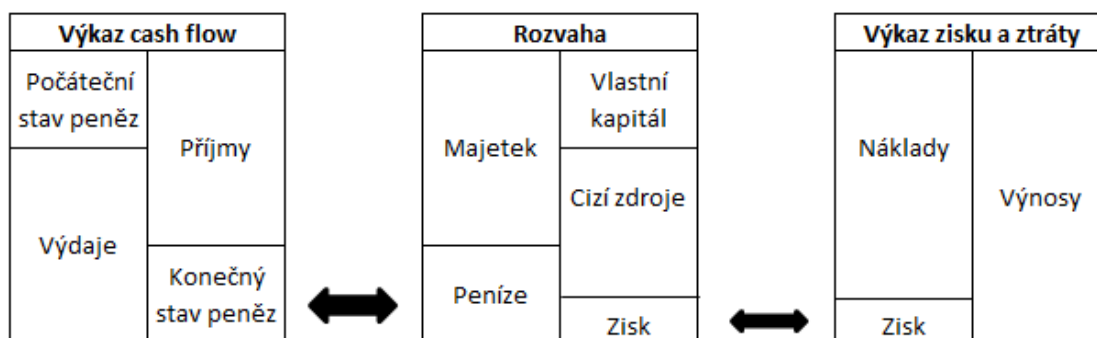 Výkaz cash flow
Počáteční
stav peněz
Příjmy
Výdaje
Konečný
stav peněz
Rozvaha
Majetek
Vlastní
kapitál
Cizí zdroje
Peníze
Zisk
Výkaz zisku a ztráty
Náklady
Výnosy
Zisk